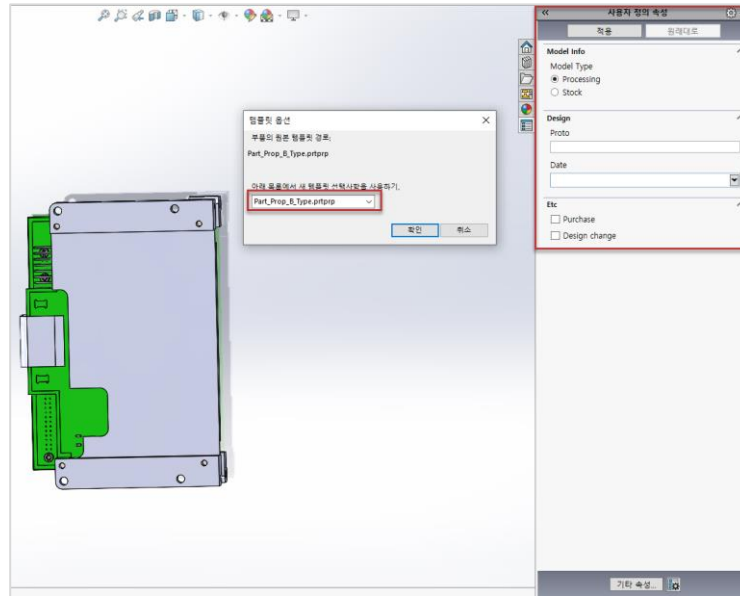 사용자 정의 속성
적용
원래대로
Model Info
Model Type
Processing
Stock
Design
Proto
Date
Etc
Purchase
Design change
템플릿 옵션
부품의 원본 템플릿 경로:
Part_Prop_B_Type.prtprp
아래 목록에서 새 템플릿 선택사항을 사용하기.
Part_Prop_B_Type.prtprp
확인
취소
기타 속성...